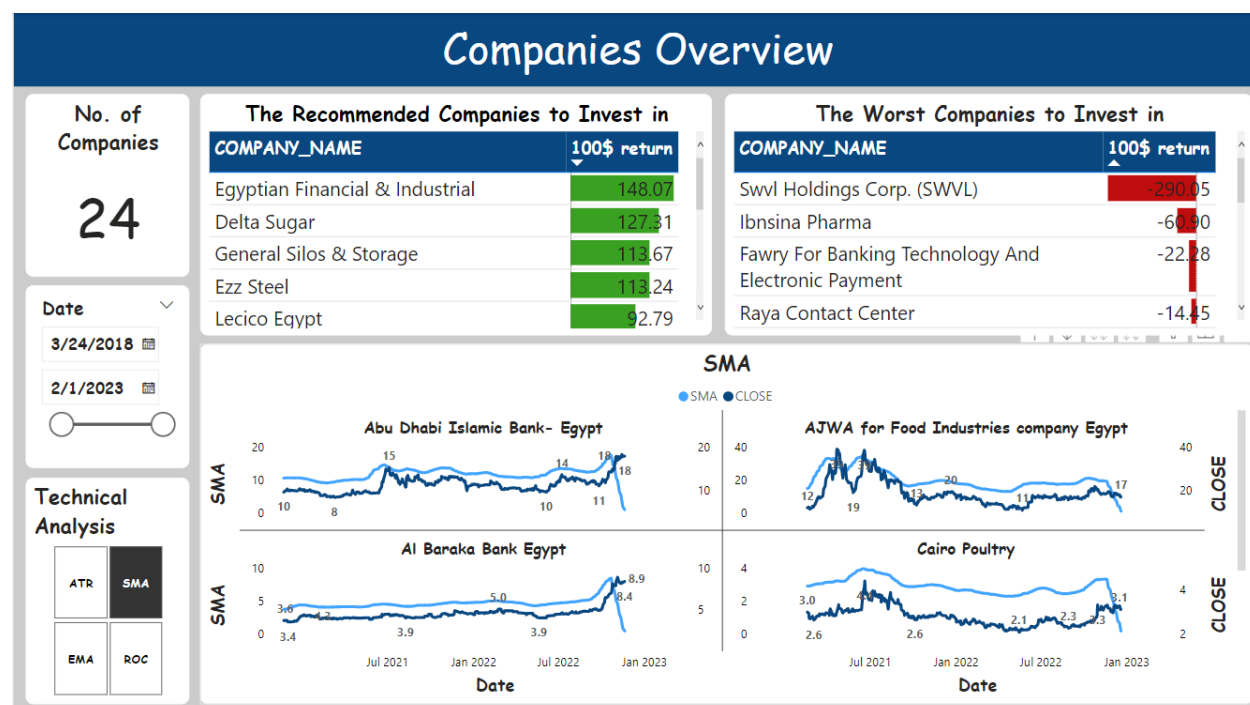 Companies Overview
No. of
Companies
24
Date
3/24/2018
2/1/2023
Technical
Analysis
ATR
SMA
EMA
ROC
The Recommended Companies to Invest in
COMPANY_NAME 100$ return
Egyptian Financial & Industrial 148.07
Delta Sugar 127.31
General Silos & Storage 113.67
Ezz Steel 113.24
Lecico Egypt 92.79
The Worst Companies to Invest in
COMPANY_NAME 100$ return
Swvl Holdings Corp. (SWVL) -290.05
Ibnsina Pharma -60.90
Fawry For Banking Technology And -22.28
Electronic Payment
Raya Contact Center -14.45
SMA
SMA CLOSE
Abu Dhabi Islamic Bank- Egypt
SMA
20
10
0
10
8
15
10
14
11
18
18
20
10
AJWA for Food Industries company Egypt
40
20
0
12
19
13
20
11
17
40
20
CLOSE
Al Baraka Bank Egypt
SMA
10
5
0
3.6
3.4
3.9
5.0
3.9
8.4
8.9
10
5
Cairo Poultry
4
2
0
3.0
2.6
2.6
2.1
2.3
3.1
4
2
CLOSE
Jul 2021 Jan 2022 Jul 2022 Jan 2023
Date
Jul 2021 Jan 2022 Jul 2022 Jan 2023
Date